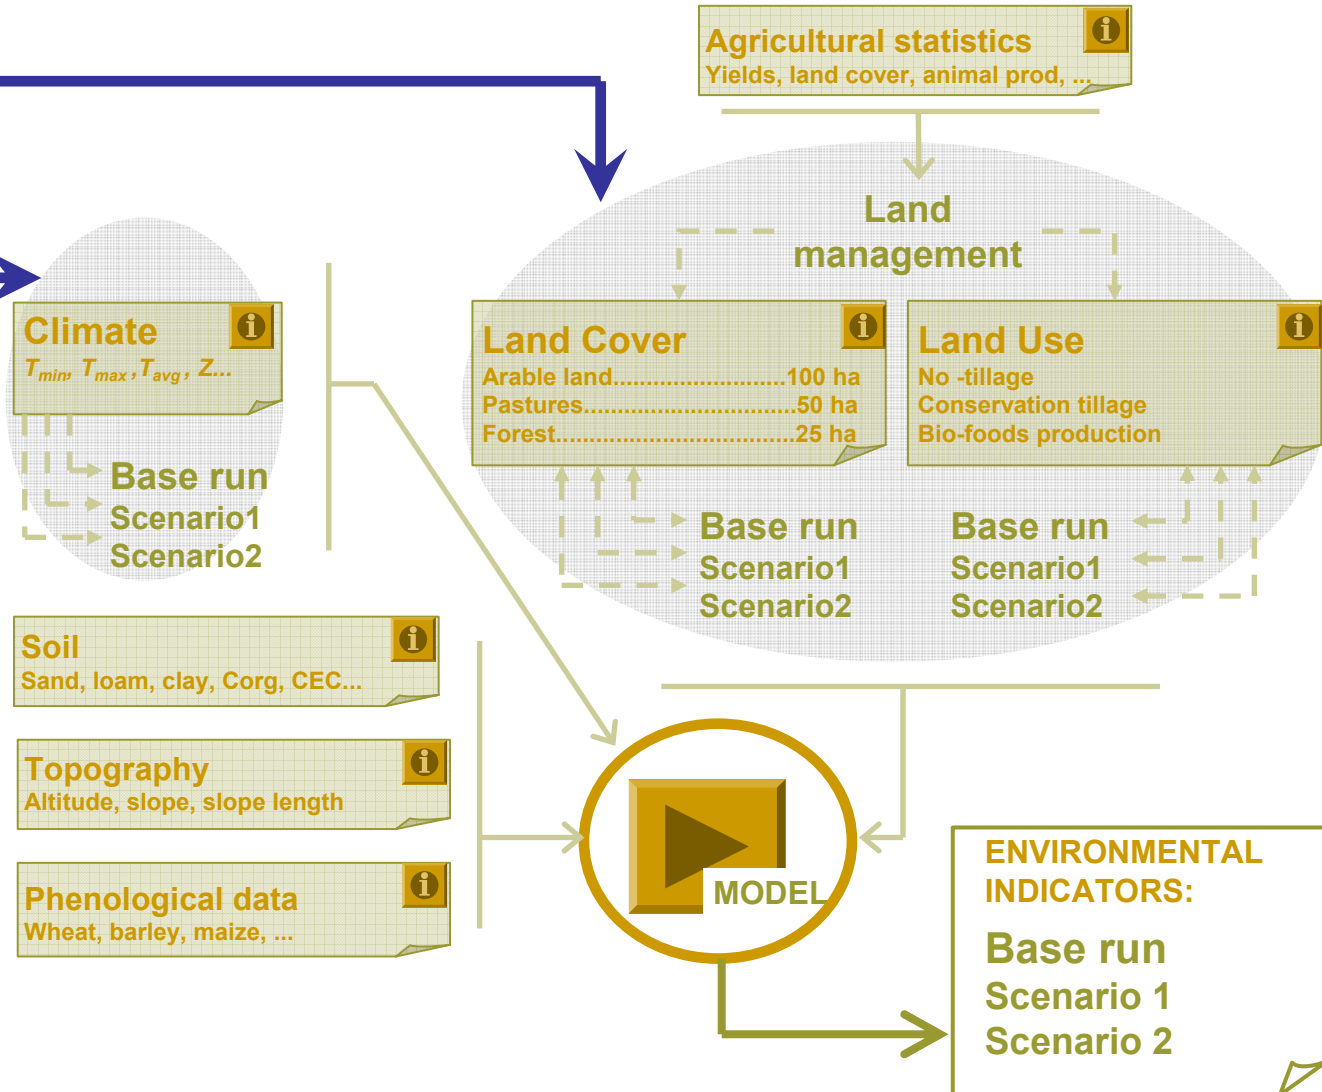 Agricultural statistics
Yields, land cover, animal prod, ...
Land
management
Climate
Tmin, Tmax ,Tavg , Z...
Base run
Scenario1
Scenario2
Land Cover
Arable land..........................100 ha
Pastures................................50 ha
Forest....................................25 ha
Land Use
No -tillage
Conservation tillage
Bio-foods production
Base run
Scenario1
Scenario2
Base run
Scenario1
Scenario2
Soil
Sand, loam, clay, Corg, CEC...
Topography
Altitude, slope, slope length
Phenological data
Wheat, barley, maize, ...
MODEL
ENVIRONMENTAL
INDICATORS:
Base run
Scenario 1
Scenario 2